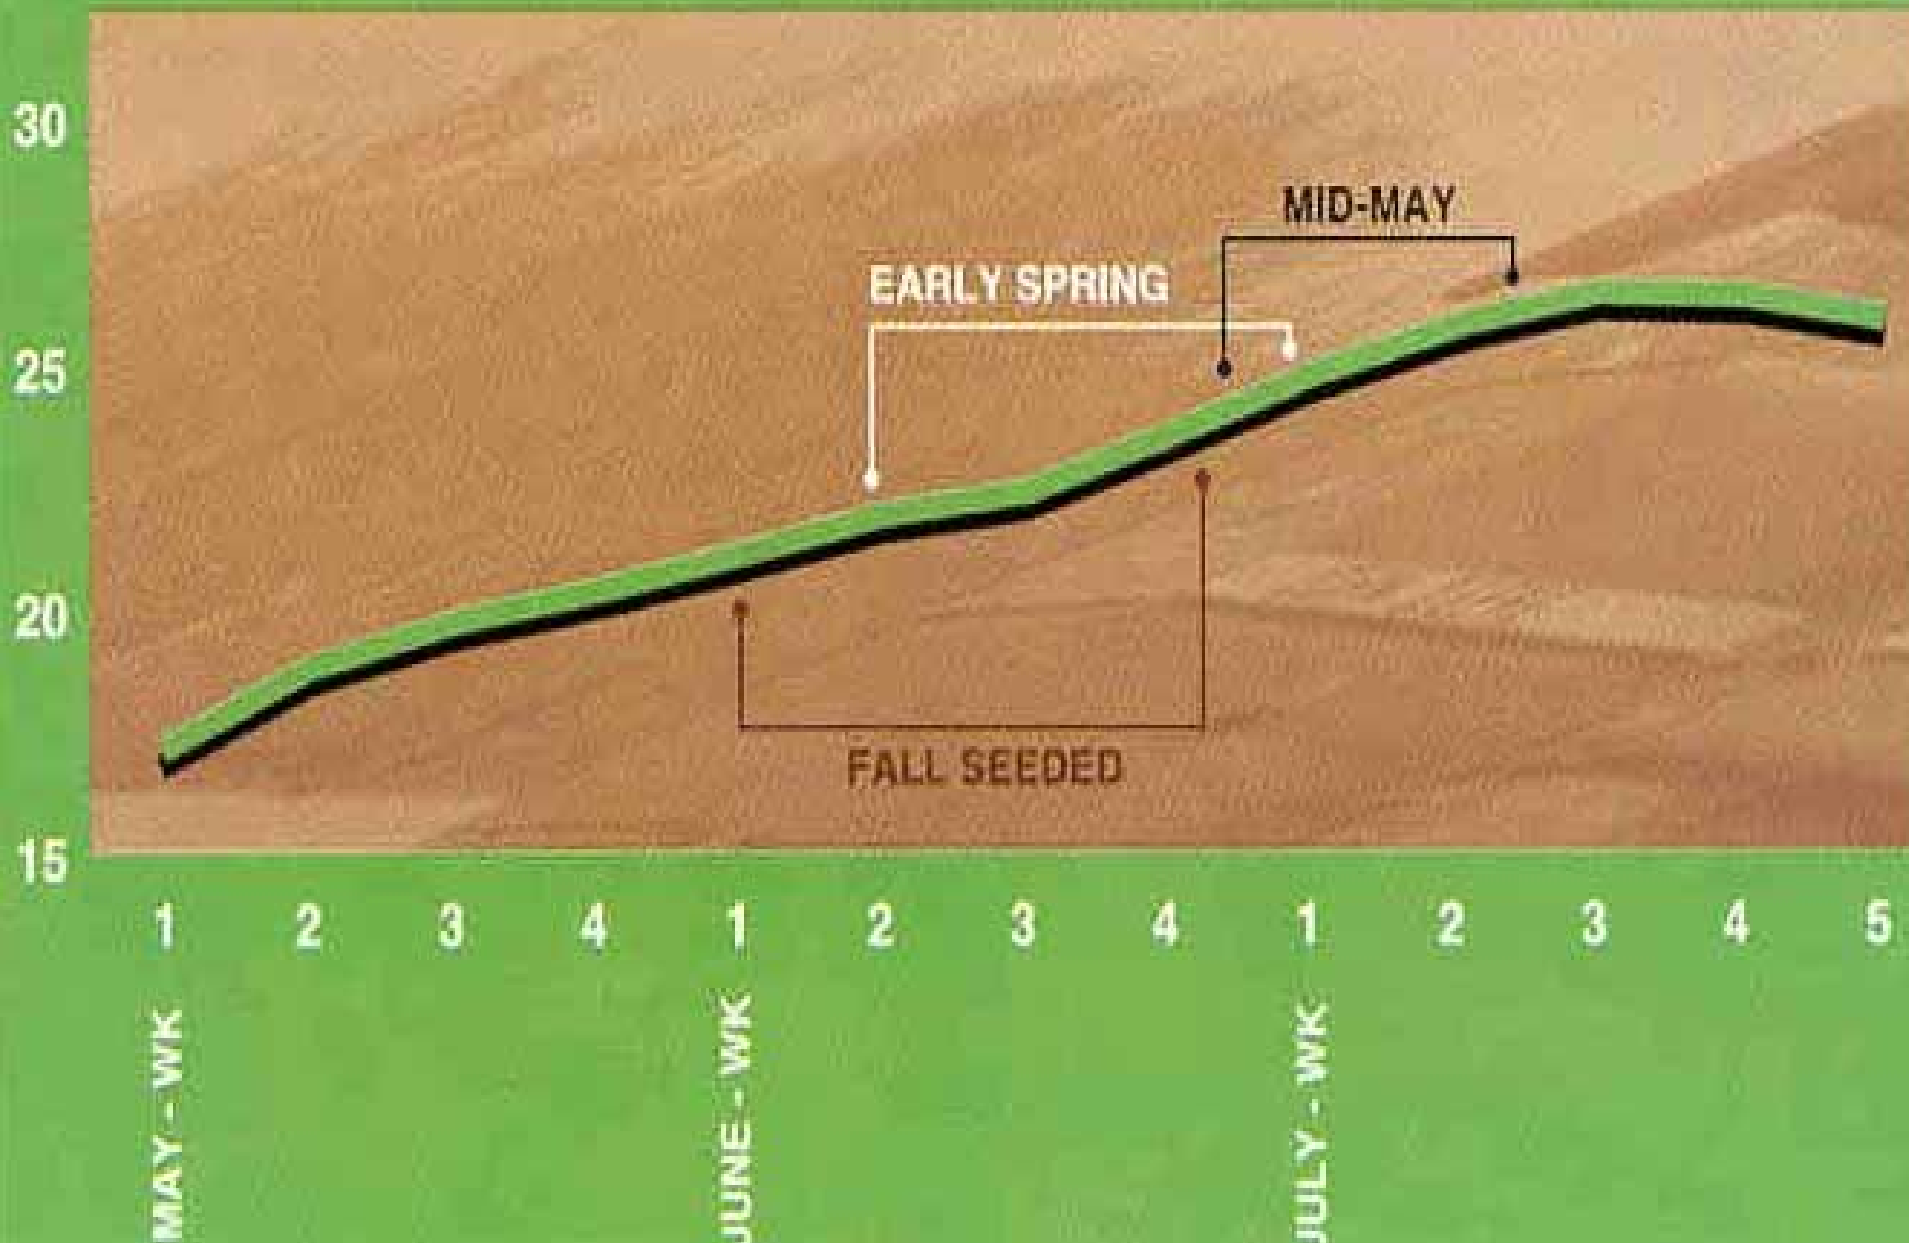 30
MID-MAY
EARLY SPRING
25
20
FALL SEEDED
15
1 2 3 4 1 2 3 4 1 2 3 4 5
MAY - WK
JUNE - WK
JULY - WK